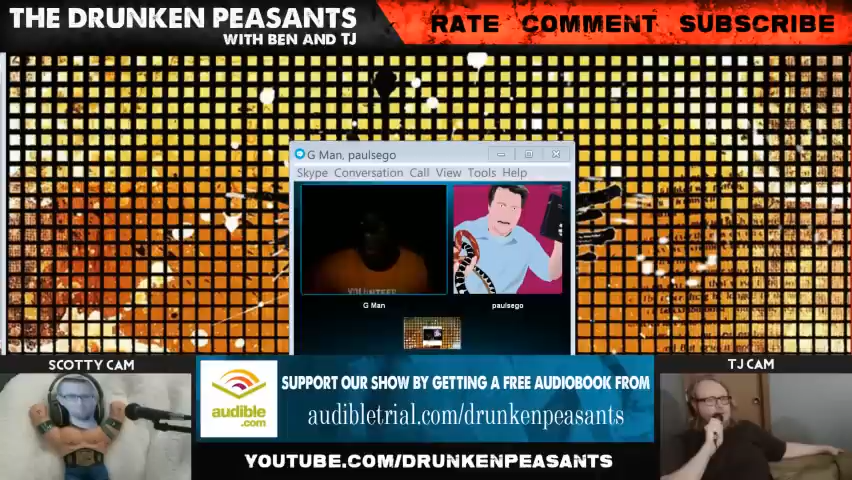 THE DRUNKEN PEASANTS
WITH BEN AND TJ
RATE COMMENT SUBSCRIBE
G Man, paulsego
Skype Conversation Call View Tools Help
VOLUNTEER
G Man
paulsego
SCOTTY CAM
TJ CAM
audible.com
SUPPORT OUR SHOW BY GETTING A FREE AUDIOBOOK FROM
audibletrial.com/drunkenpeasants
YOUTUBE.COM/DRUNKENPEASANTS